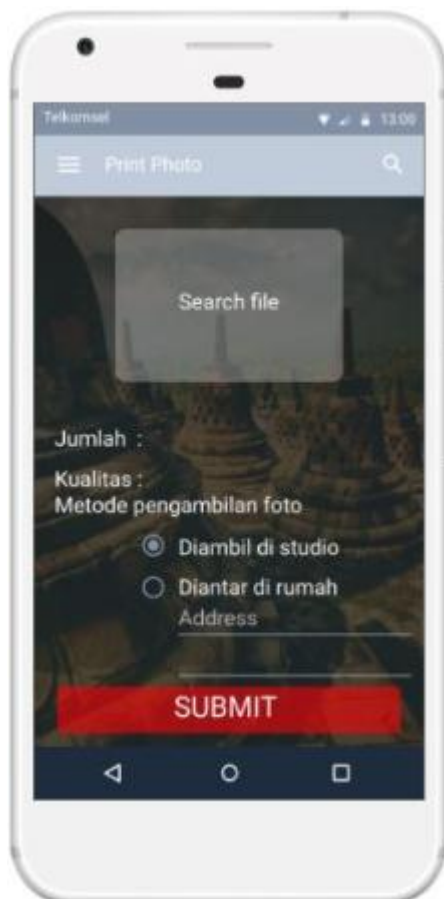 Telkomsel 13:00
Print Photo
Search file
Jumlah :
Kualitas :
Metode pengambilan foto
Diambil di studio
Diantar di rumah
Address
SUBMIT